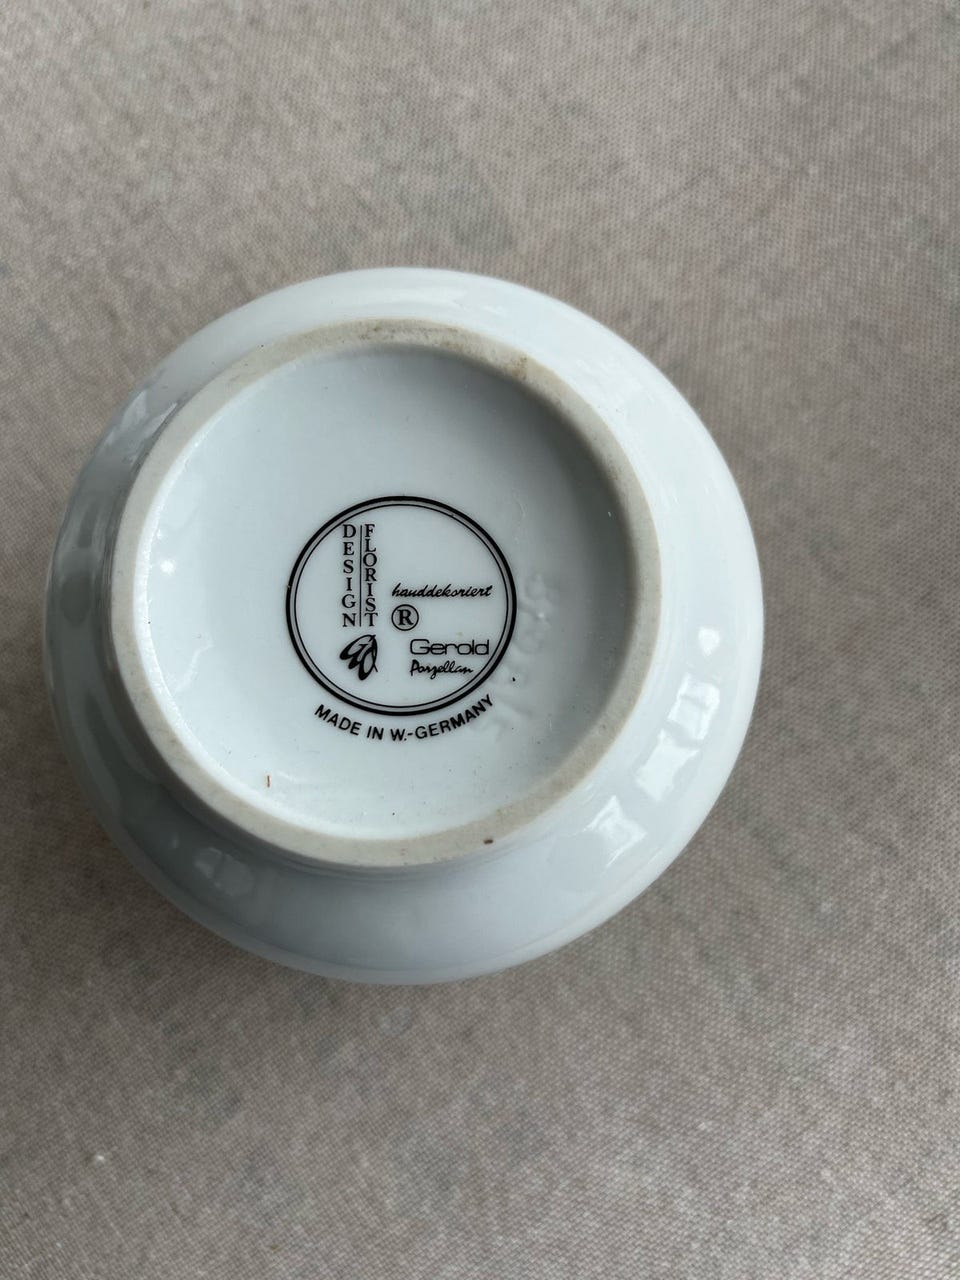 DESIGN
FLORIST
handdekoriert
®
Gerold
Porzellan
MADE IN W.-GERMANY